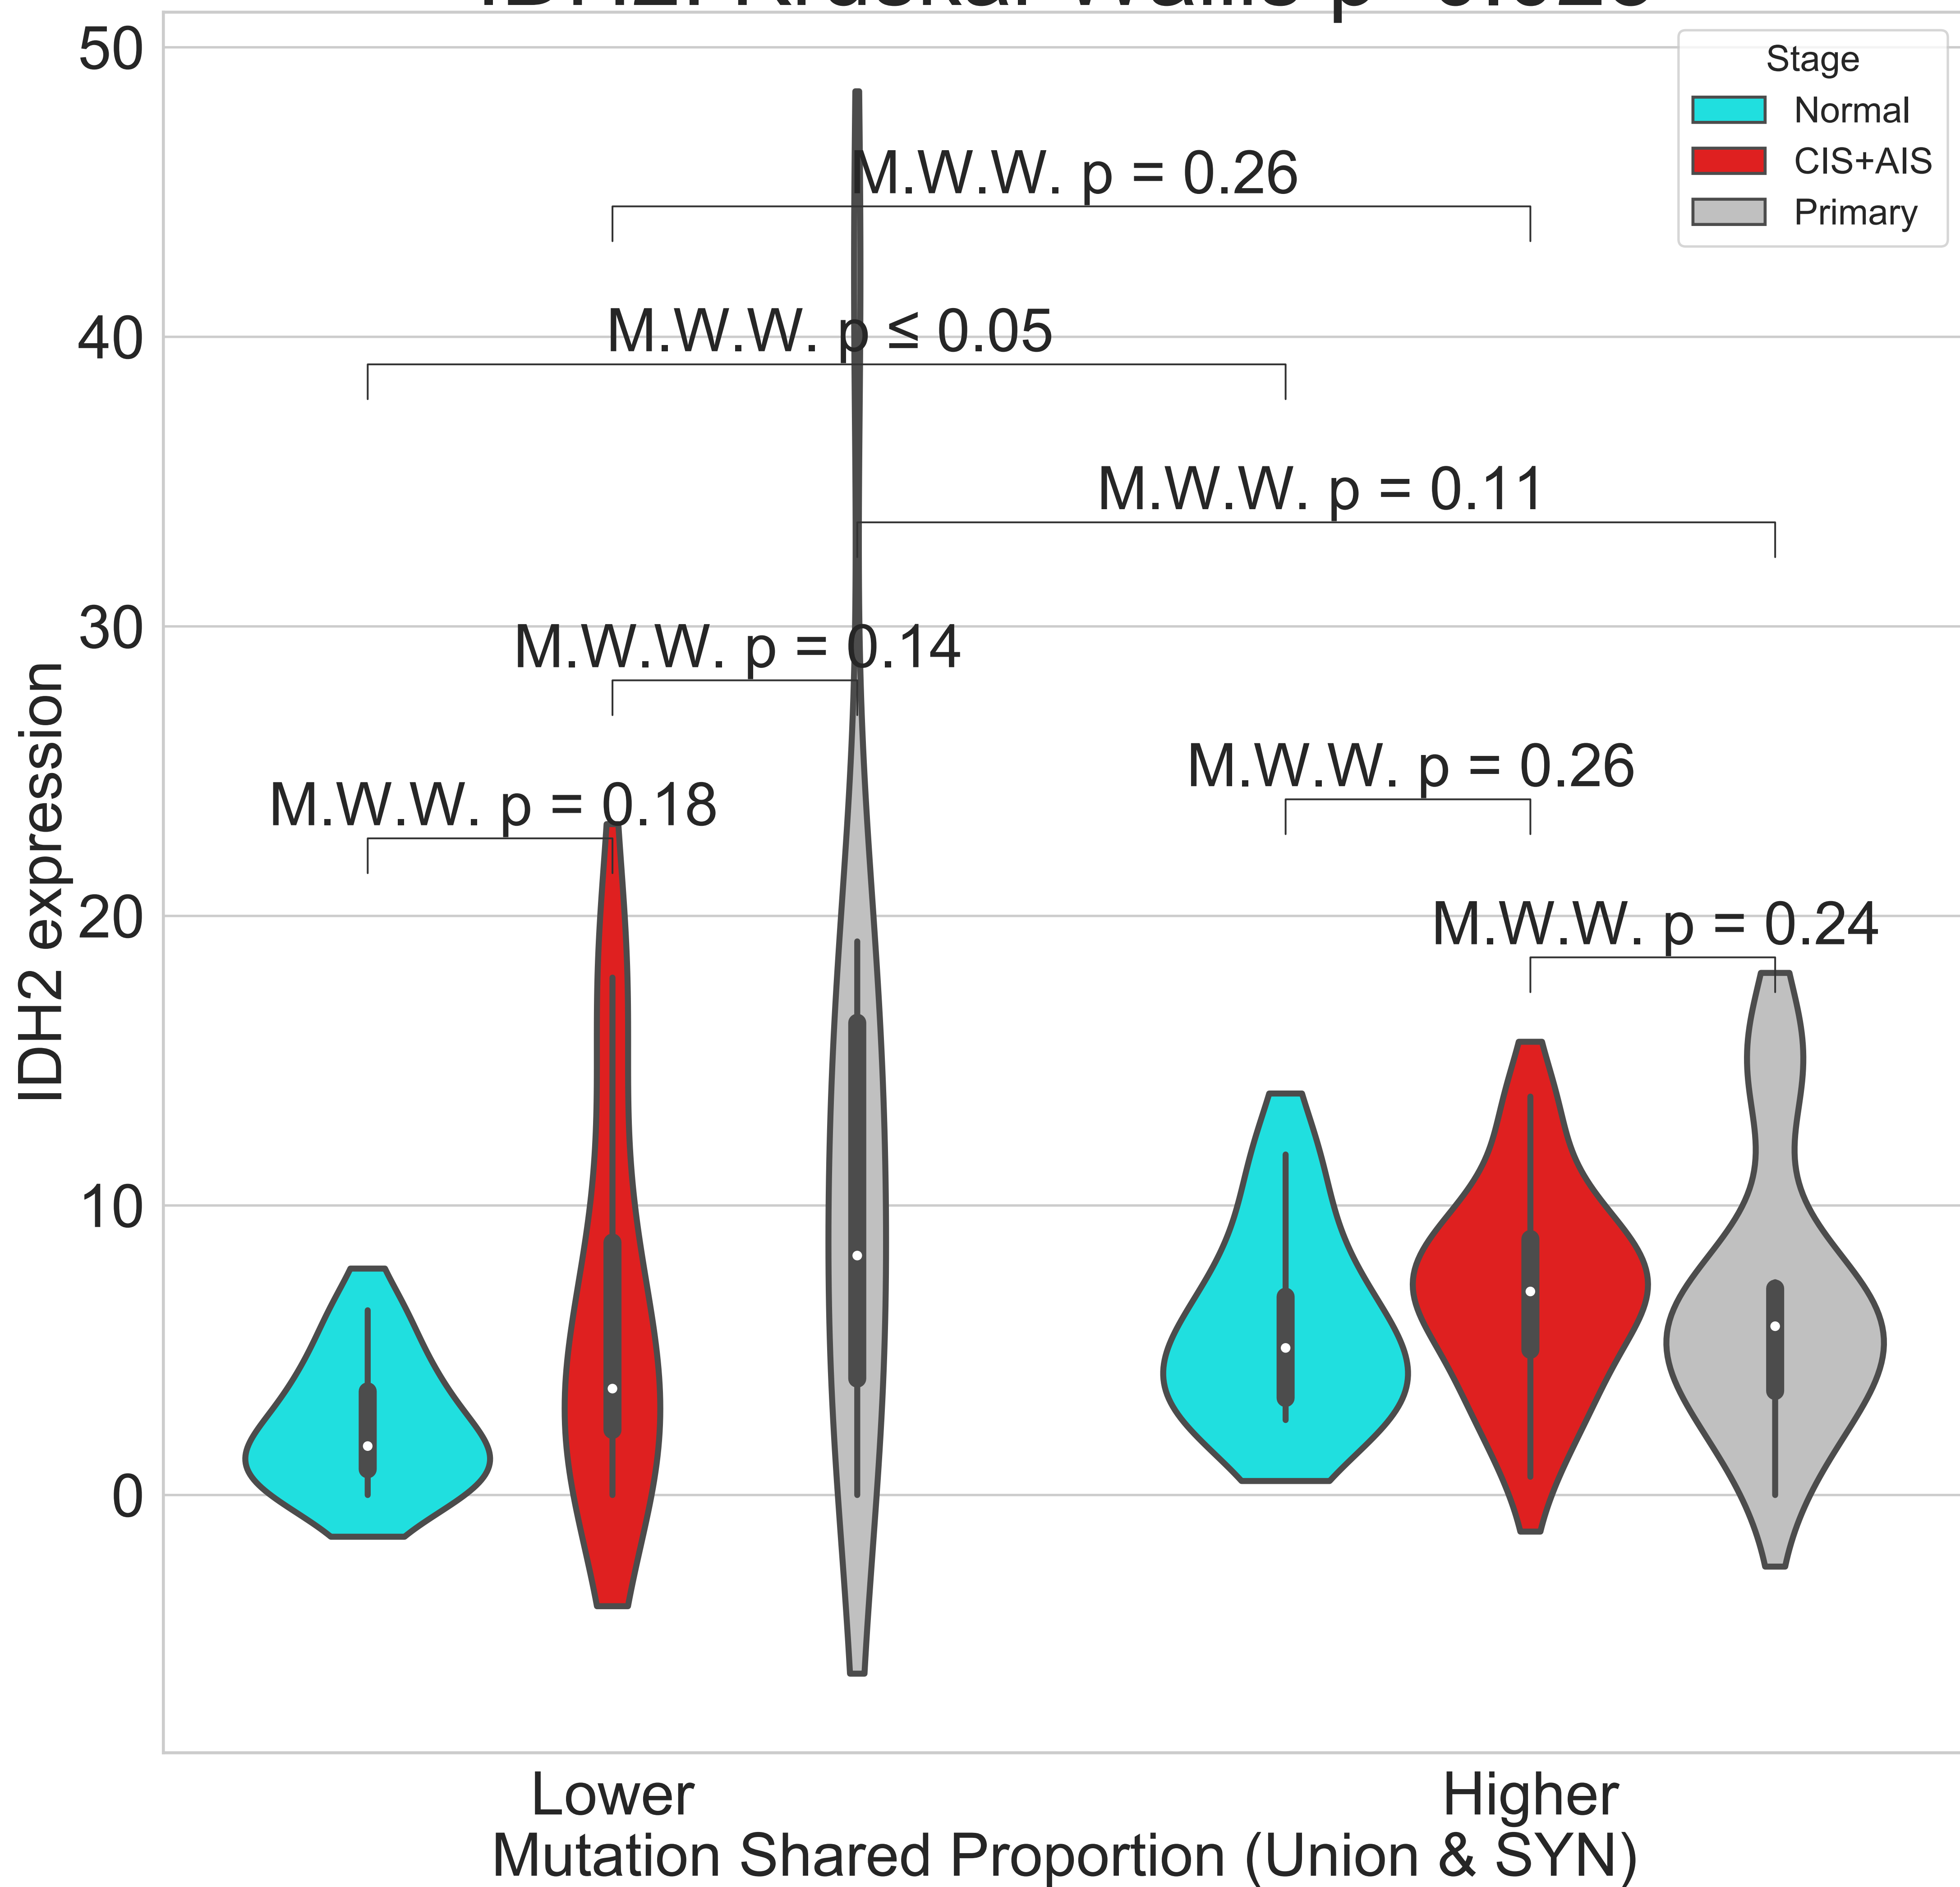 50
Stage
Normal
CIS+AIS
Primary
M.W.W. p = 0.26
40
M.W.W. p ≤ 0.05
M.W.W. p = 0.11
30
M.W.W. p = 0.14
M.W.W. p = 0.26
M.W.W. p = 0.18
20
M.W.W. p = 0.24
IDH2 expression
10
0
Lower
Higher
Mutation Shared Proportion (Union & SYN)